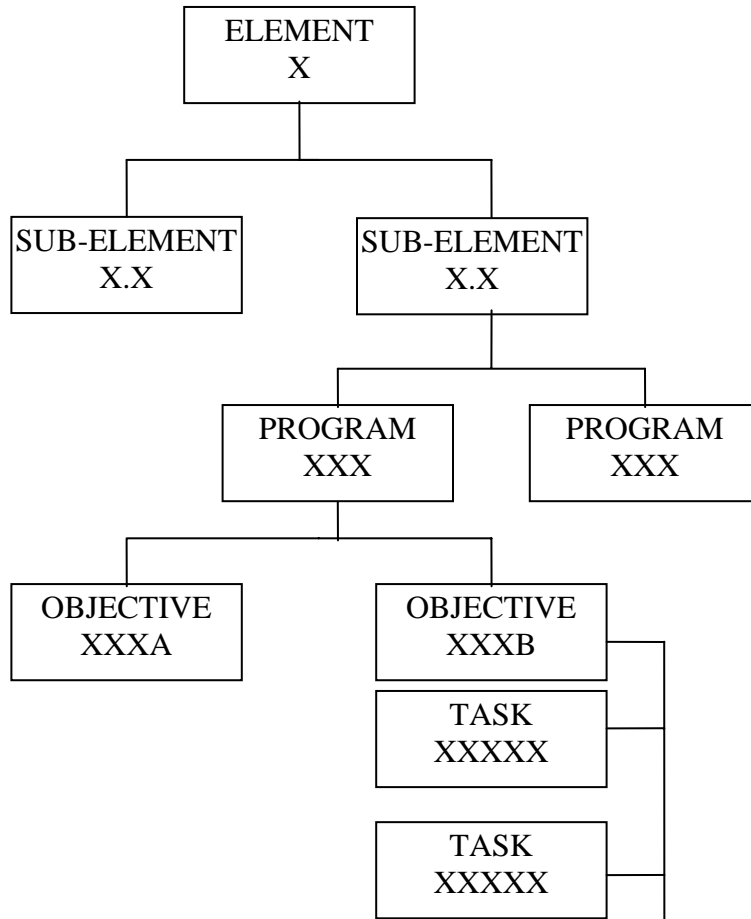 ELEMENT
X
SUB-ELEMENT
X.X
SUB-ELEMENT
X.X
PROGRAM
XXX
PROGRAM
XXX
OBJECTIVE
XXXA
OBJECTIVE
XXXB
TASK
XXXXX
TASK
XXXXX